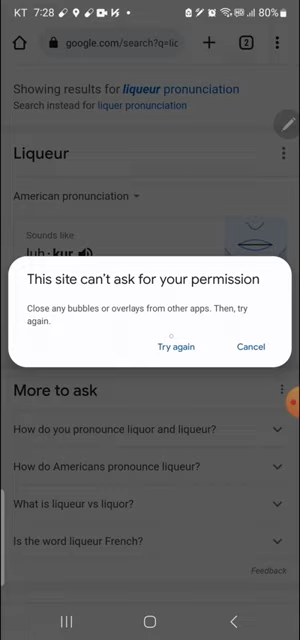 KT 7:28
80%
google.com/search?q=lic
2
Showing results for liqueur pronunciation
Search instead for liquer pronunciation
Liqueur
American pronunciation
Sounds like
luh · kur
This site can't ask for your permission
Close any bubbles or overlays from other apps. Then, try
again.
Try again
Cancel
More to ask
How do you pronounce liquor and liqueur?
How do Americans pronounce liqueur?
What is liqueur vs liquor?
Is the word liqueur French?
Feedback